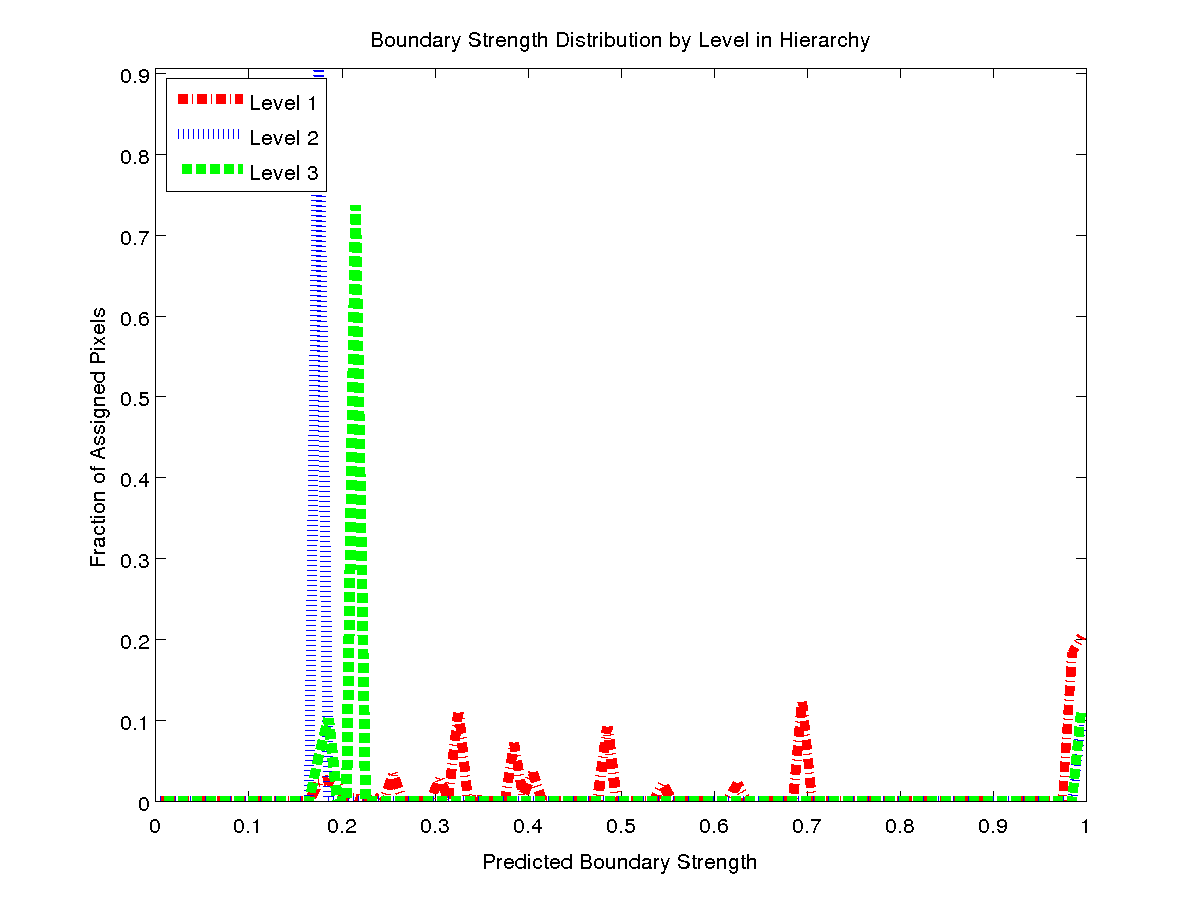 Boundary Strength Distribution by Level in Hierarchy
0.9
0.8
0.7
0.6
0.5
0.4
0.3
0.2
0.1
0
Level 1
Level 2
Level 3
Fraction of Assigned Pixels
0 0.1 0.2 0.3 0.4 0.5 0.6 0.7 0.8 0.9 1
Predicted Boundary Strength